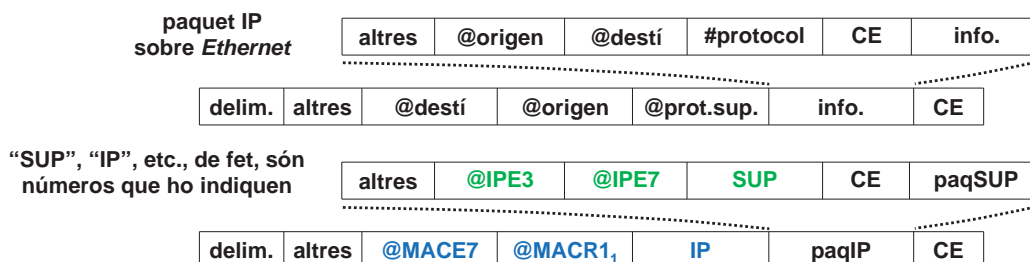 paquet IP
sobre Ethernet
altres @origen @destí #protocol CE info.
delim. altres @destí @origen @prot.sup. info. CE
“SUP”, “IP”, etc., de fet, són
números que ho indiquen
altres @IPE3 @IPE7 SUP CE paqSUP
delim. altres @MACE7 @MACR1₁ IP paqIP CE